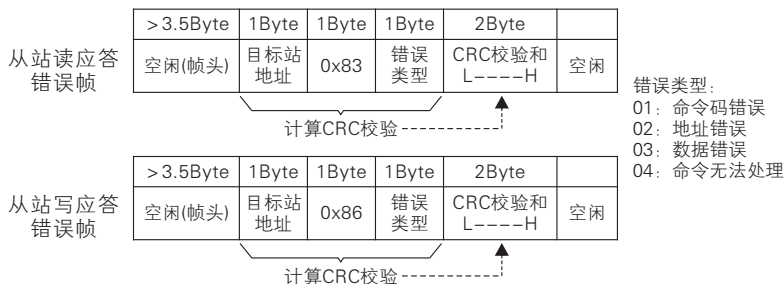 >3.5Byte 1Byte 1Byte 1Byte 2Byte
从站读应答
错误帧
空闲(帧头) 目标站
地址 0x83 错误
类型 CRC校验和
L----H 空闲
计算CRC校验
错误类型:
01：命令码错误
02：地址错误
03：数据错误
04：命令无法处理
>3.5Byte 1Byte 1Byte 1Byte 2Byte
从站写应答
错误帧
空闲(帧头) 目标站
地址 0x86 错误
类型 CRC校验和
L----H 空闲
计算CRC校验